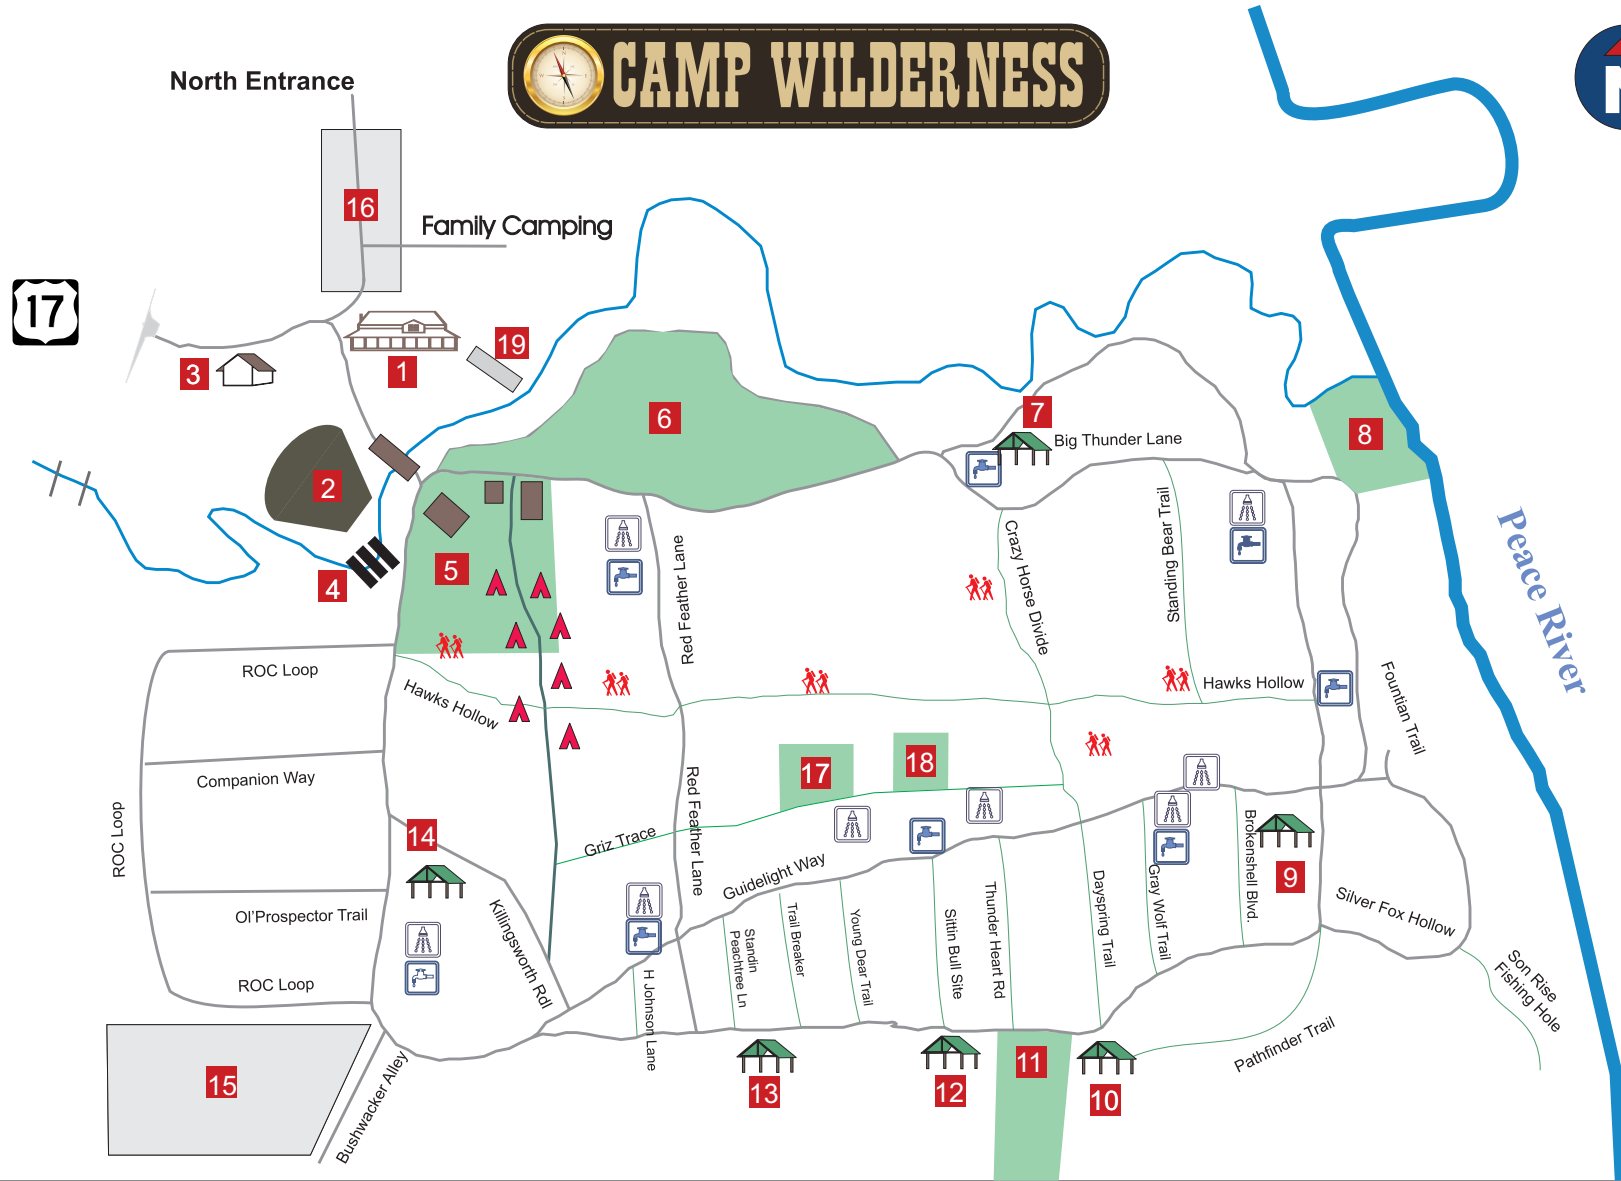 CAMP WILDERNESS
N
North Entrance
16
Family Camping
17
3
1
19
6
7
Big Thunder Lane
8
2
5
4
Red Feather Lane
Crazy Horse Divide
Standing Bear Trail
Peace River
ROC Loop
Hawks Hollow
Hawks Hollow
Fountian Trail
Companion Way
17
18
ROC Loop
14
Griz Trace
Red Feather Lane
Guidelight Way
Brokenshell Blvd.
9
Ol'Prospector Trail
Killingsworth Rdl
Standin
Peachtree Ln
Trail Breaker
Young Dear Trail
Sittin Bull Site
Thunder Heart Rd
Dayspring Trail
Gray Wolf Trail
Silver Fox Hollow
Son Rise
Fishing Hole
ROC Loop
H Johnson Lane
15
Bushwacker Alley
13
12
11
10
Pathfinder Trail